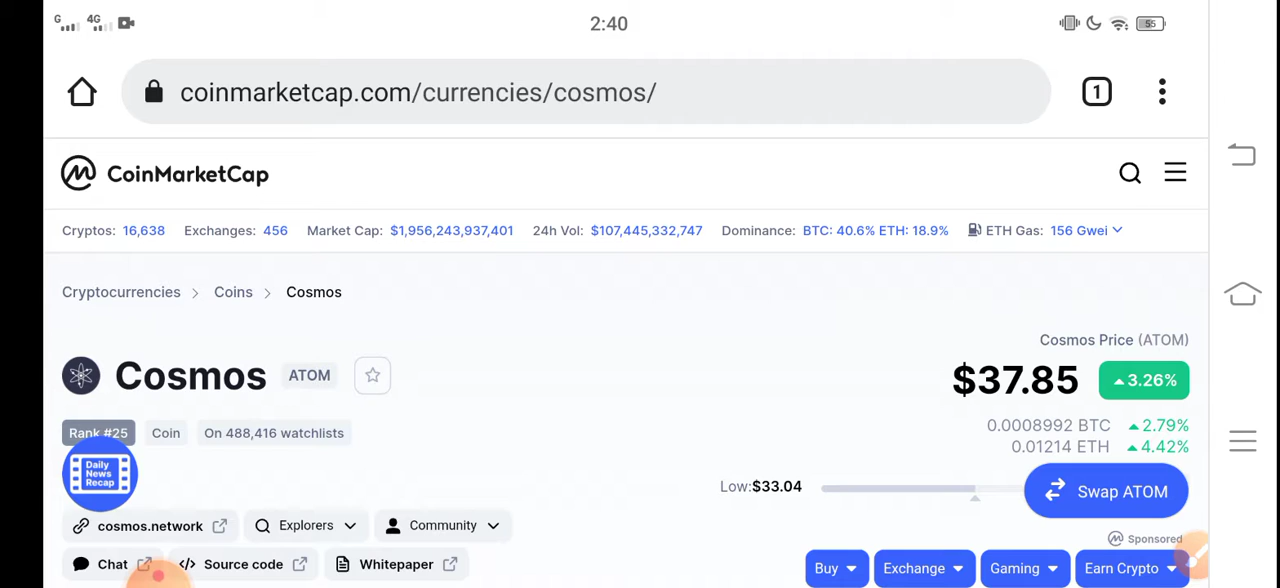 G 4G 2:40 55
coinmarketcap.com/currencies/cosmos/ 1
CoinMarketCap
Cryptos: 16,638 Exchanges: 456 Market Cap: $1,956,243,937,401 24h Vol: $107,445,332,747 Dominance: BTC: 40.6% ETH: 18.9% ETH Gas: 156 Gwei
Cryptocurrencies > Coins > Cosmos
Cosmos Price (ATOM)
Cosmos ATOM $37.85 3.26%
0.0008992 BTC 2.79%
Rank #25 Coin On 488,416 watchlists
0.01214 ETH 4.42%
Daily
News
Recap
Low:$33.04 Swap ATOM
cosmos.network Explorers Community
Sponsored
Chat Source code Whitepaper
Buy Exchange Gaming Earn Crypto